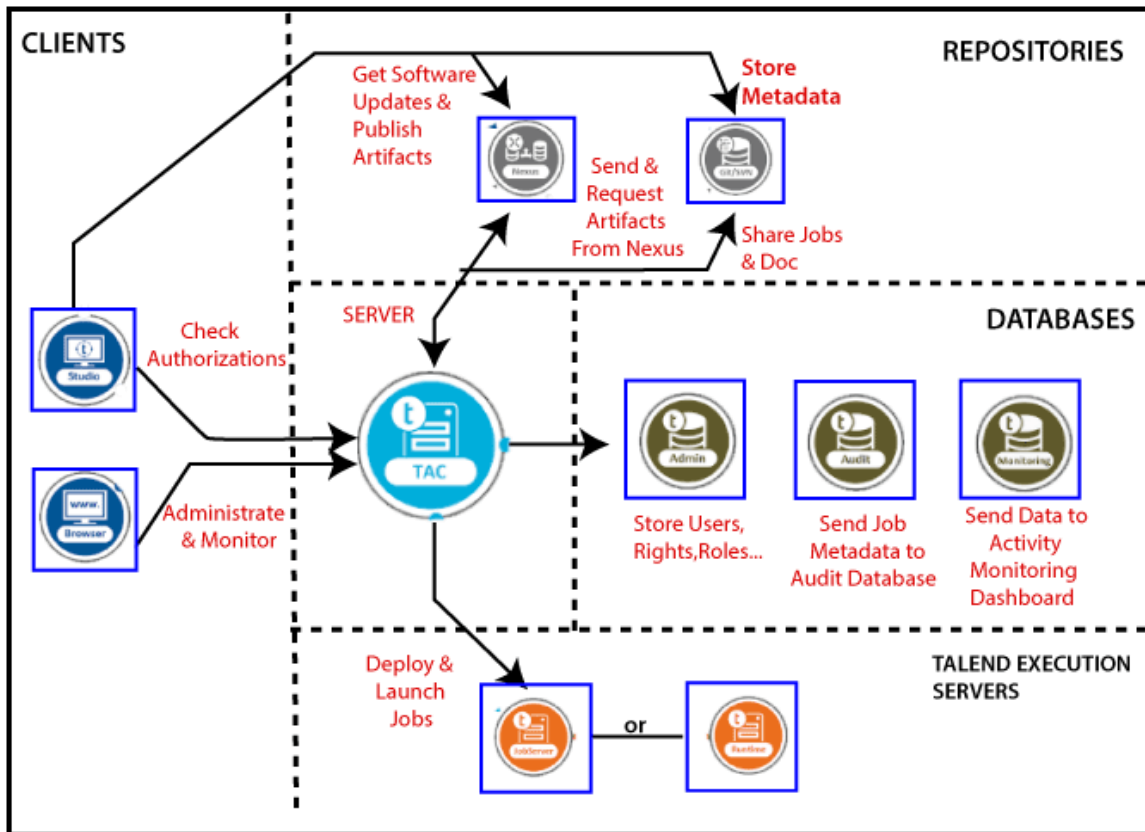 CLIENTS
REPOSITORIES
Get Software
Updates &
Publish
Artifacts
Store
Metadata
Nexus
Git/SVN
Send &
Request
Artifacts
From Nexus
Share Jobs
& Doc
SERVER
DATABASES
Check
Authorizations
t
Studio
t
TAC
t
Admin
t
Audit
t
Monitoring
www.
Browser
Administrate
& Monitor
Store Users,
Rights,Roles...
Send Job
Metadata to
Audit Database
Send Data to
Activity
Monitoring
Dashboard
Deploy &
Launch
Jobs
TALEND EXECUTION
SERVERS
t
JobServer
or
t
Runtime